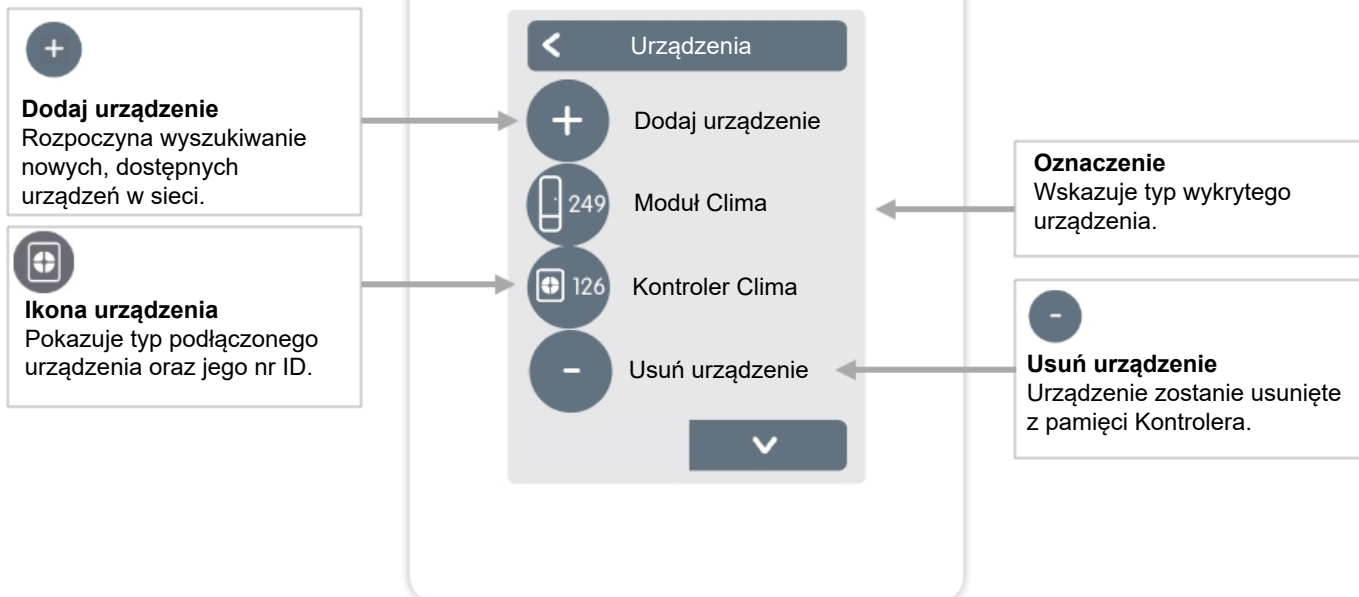 +
Dodaj urządzenie
Rozpoczyna wyszukiwanie
nowych, dostępnych
urządzeń w sieci.
Ikona urządzenia
Pokazuje typ podłączonego
urządzenia oraz jego nr ID.
Urządzenia
+ Dodaj urządzenie
249 Moduł Clima
126 Kontroler Clima
- Usuń urządzenie
Oznaczenie
Wskazuje typ wykrytego
urządzenia.
-
Usuń urządzenie
Urządzenie zostanie usunięte
z pamięci Kontrolera.